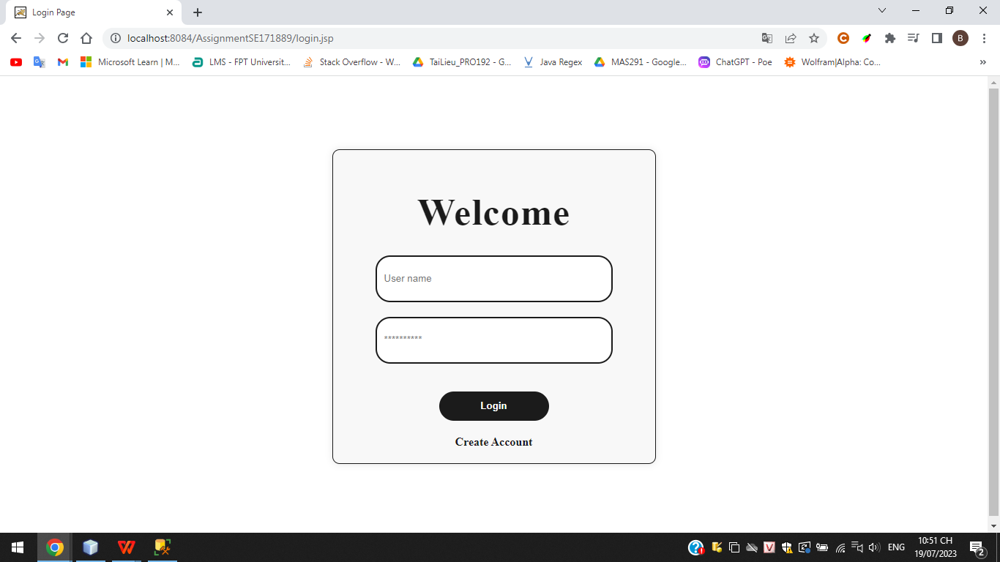 Login Page
localhost:8084/AssignmentSE171889/login.jsp
B
Microsoft Learn | M... LMS - FPT Universit... Stack Overflow - W... TaiLieu_PRO192 - G... Java Regex MAS291 - Google... ChatGPT - Poe Wolfram|Alpha: Co...
Welcome
User name
**********
Login
Create Account
ENG
10:51 CH
19/07/2023
2